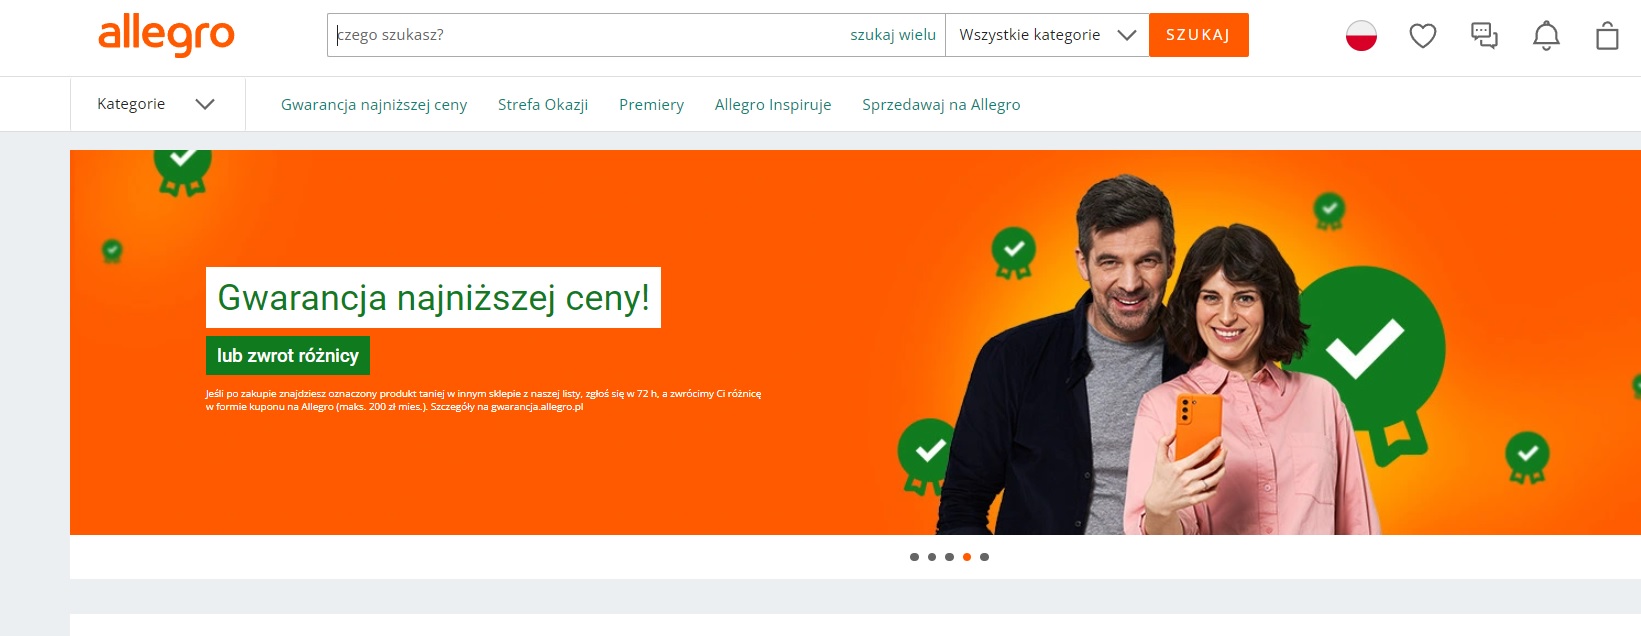 allegro
czego szukasz?
szukaj wielu
Wszystkie kategorie
SZUKAJ
Kategorie
Gwarancja najniższej ceny
Strefa Okazji
Premiery
Allegro Inspiruje
Sprzedawaj na Allegro
Gwarancja najniższej ceny!
lub zwrot różnicy
Jeśli po zakupie znajdziesz oznaczony produkt taniej w innym sklepie z naszej listy, zgłoś się w 72 h, a zwrócimy Ci różnicę
w formie kuponu na Allegro (maks. 200 zł mies.). Szczegóły na gwarancja.allegro.pl